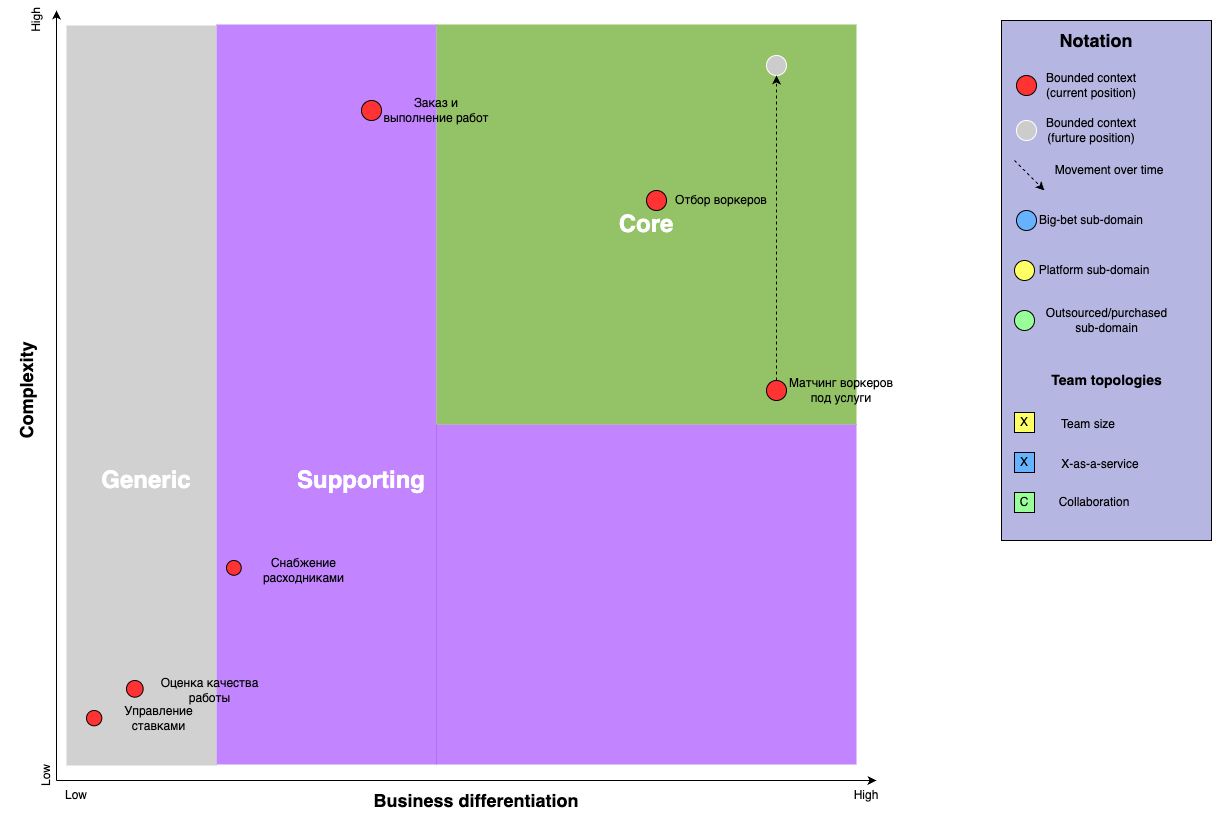 High
Заказ и
выполнение работ
Отбор воркеров
Core
Матчинг воркеров
под услуги
Complexity
Generic
Supporting
Снабжение
расходниками
Оценка качества
работы
Управление
ставками
Low
Low
Business differentiation
High
Notation
Bounded context
(current position)
Bounded context
(furture position)
Movement over time
Big-bet sub-domain
Platform sub-domain
Outsourced/purchased
sub-domain
Team topologies
X
Team size
X
X-as-a-service
C
Collaboration